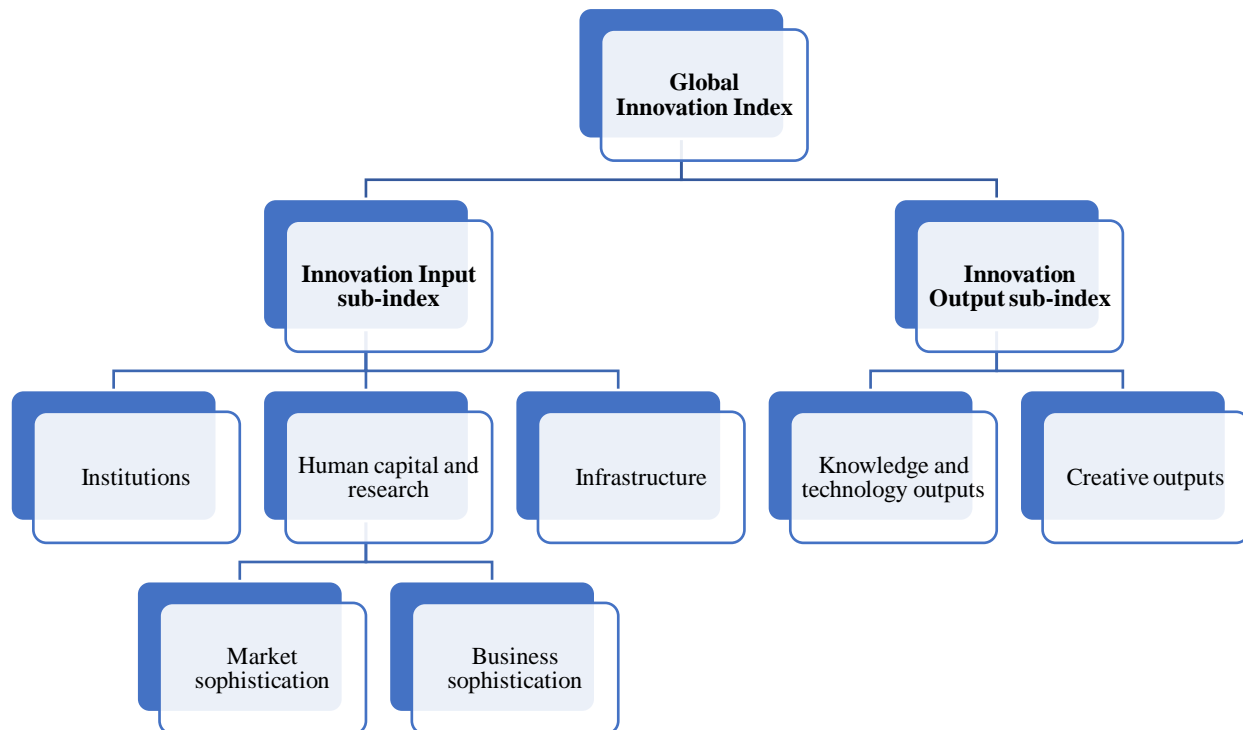 Global
Innovation Index
Innovation Input
sub-index
Innovation
Output sub-index
Institutions
Human capital and
research
Infrastructure
Knowledge and
technology outputs
Creative outputs
Market
sophistication
Business
sophistication